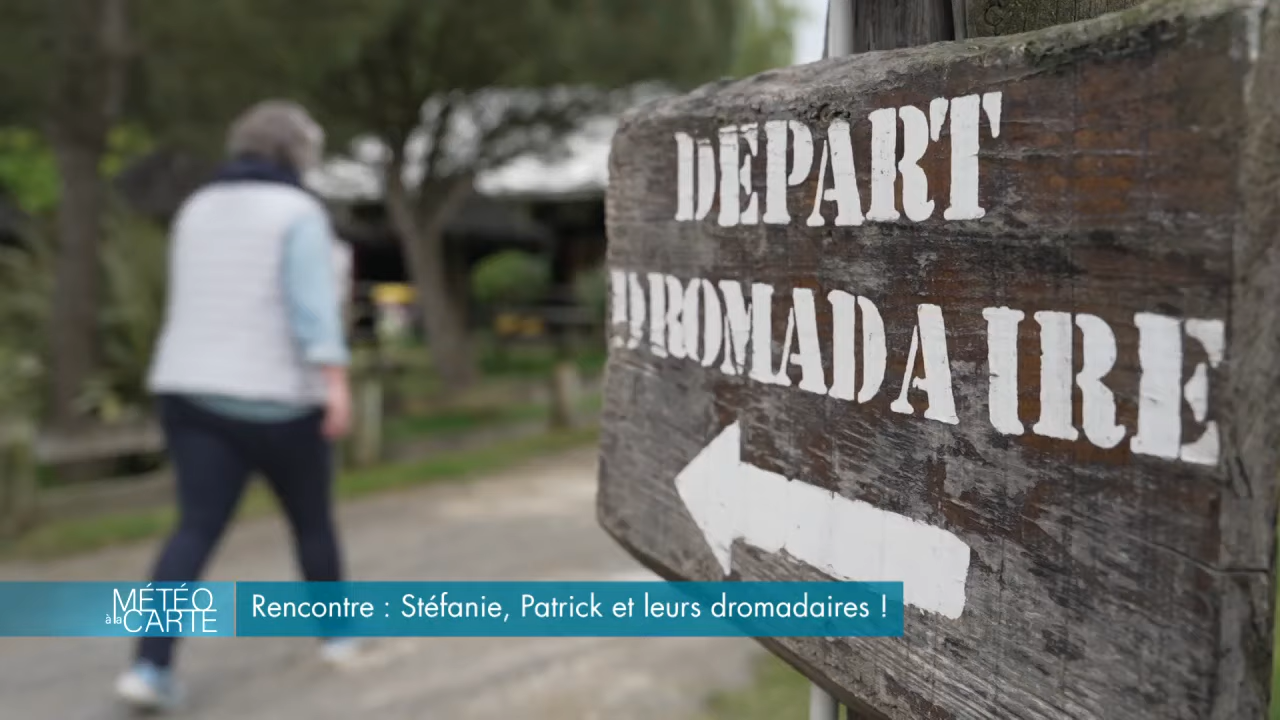 DEPART
DROMADAIRE
MÉTÉO
à la CARTE
Rencontre : Stéfanie, Patrick et leurs dromadaires !